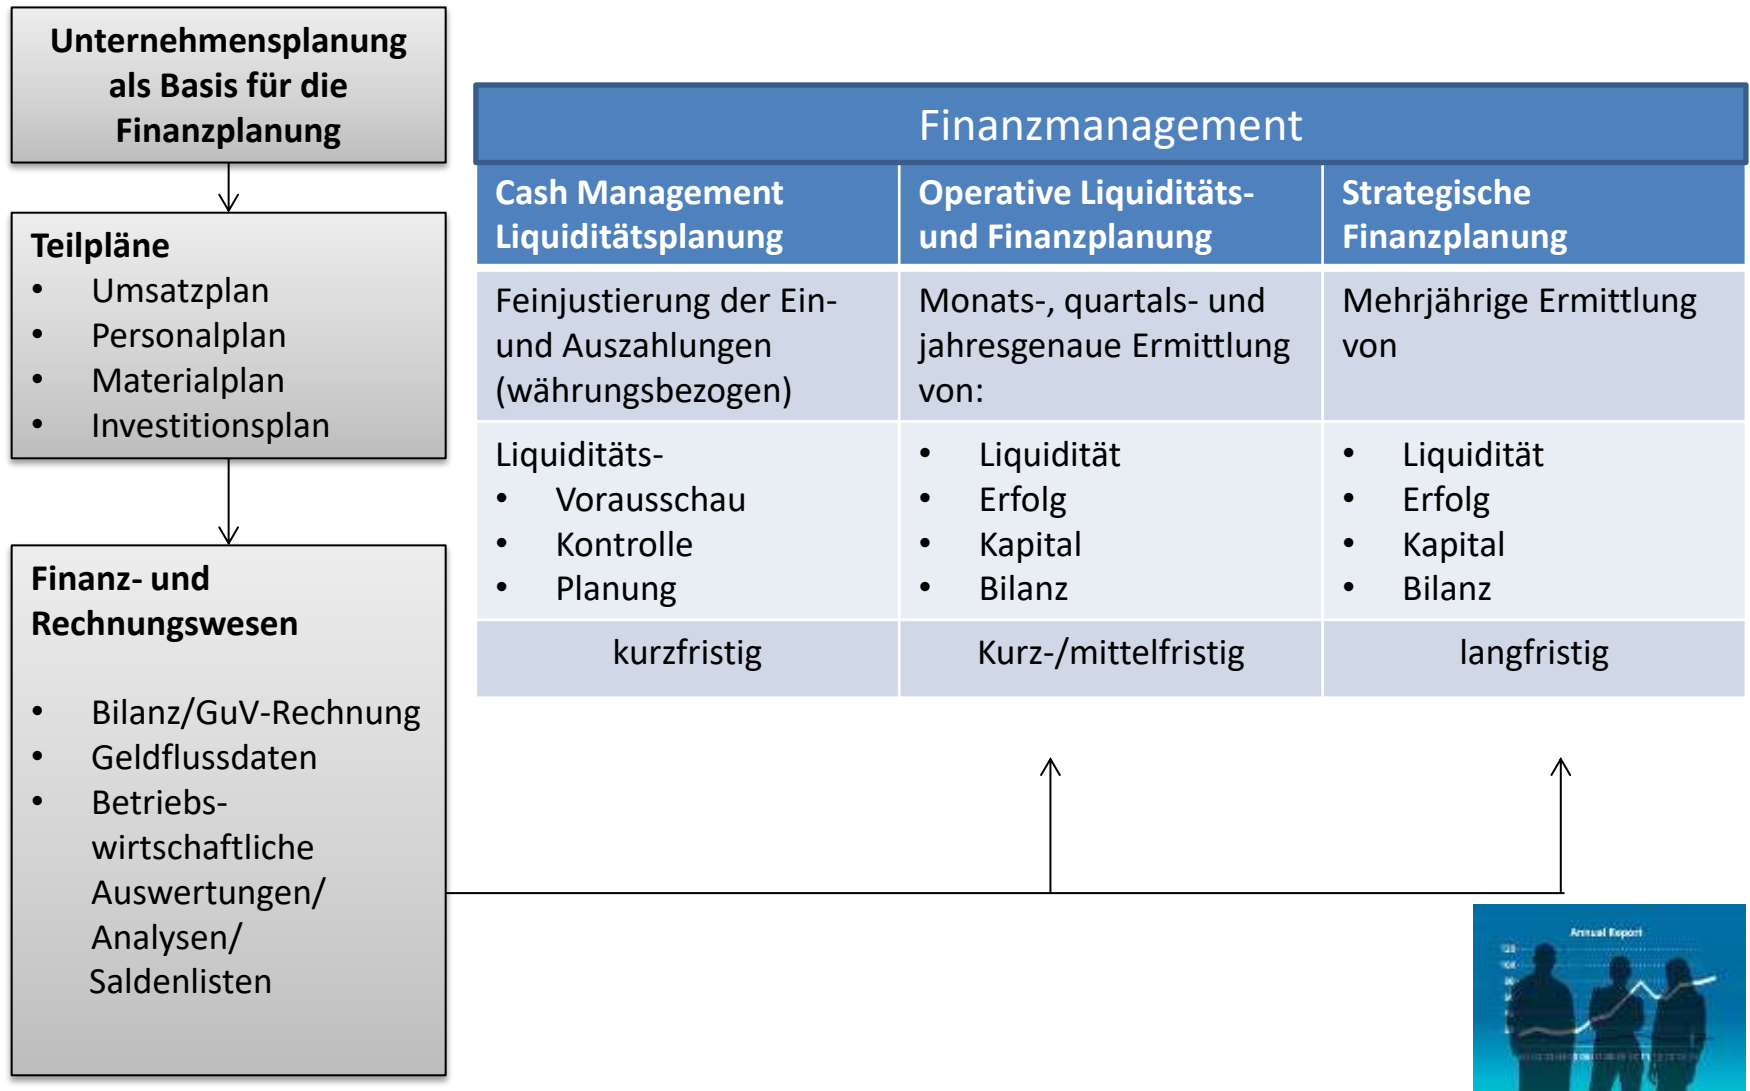 Unternehmensplanung
als Basis für die
Finanzplanung
Teilpläne
• Umsatzplan
• Personalplan
• Materialplan
• Investitionsplan
Finanz- und
Rechnungswesen
• Bilanz/GuV-Rechnung
• Geldflussdaten
• Betriebs-
wirtschaftliche
Auswertungen/
Analysen/
Saldenlisten
Finanzmanagement
Cash Management
Liquiditätsplanung
Operative Liquiditäts-
und Finanzplanung
Strategische
Finanzplanung
Feinjustierung der Ein-
und Auszahlungen
(währungsbezogen)
Monats-, quartals- und
jahresgenaue Ermittlung
von:
Mehrjährige Ermittlung
von
Liquiditäts-
• Vorausschau
• Kontrolle
• Planung
• Liquidität
• Erfolg
• Kapital
• Bilanz
• Liquidität
• Erfolg
• Kapital
• Bilanz
kurzfristig
Kurz-/mittelfristig
langfristig
Annual Report
120
100